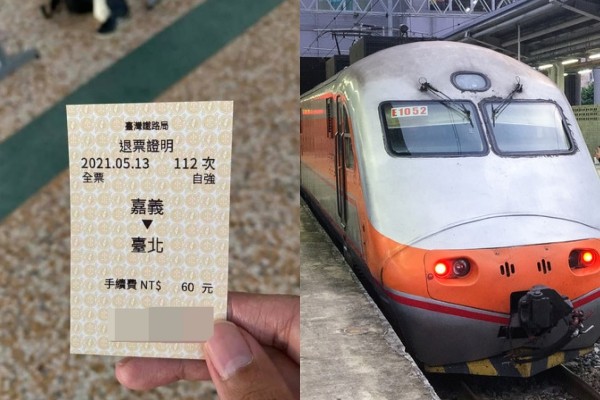 臺灣鐵路局
退票證明
2021.05.13 112 次
全票 自強
嘉義
▼
臺北
手續費 NT$ 60 元
E1052